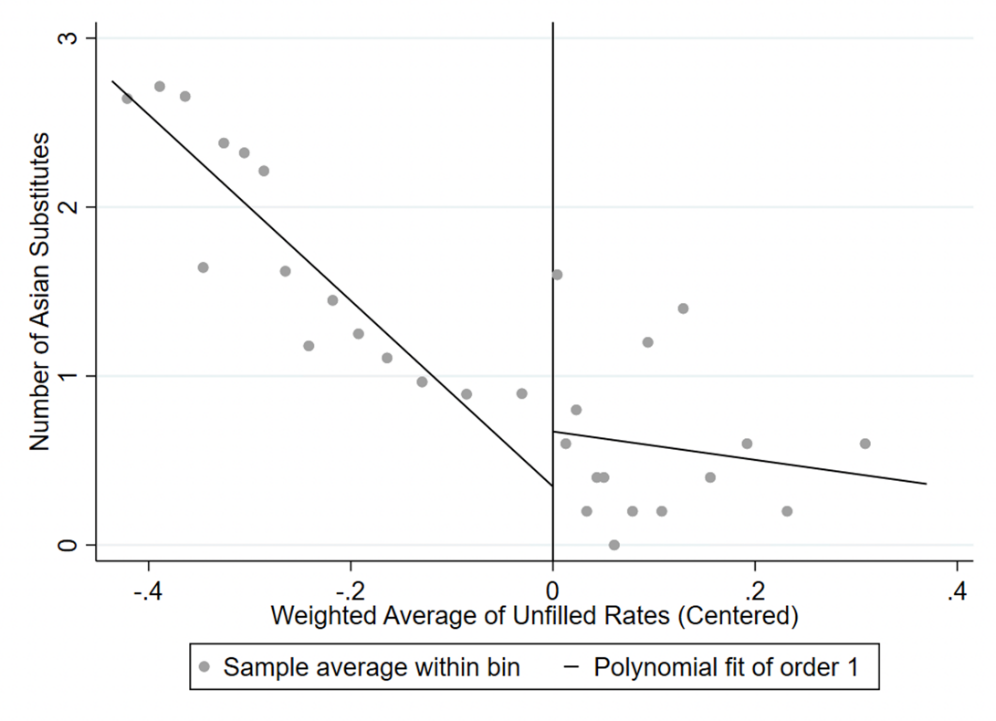 Number of Asian Substitutes
3
2
1
0
-.4
-.2
0
.2
.4
Weighted Average of Unfilled Rates (Centered)
Sample average within bin
Polynomial fit of order 1